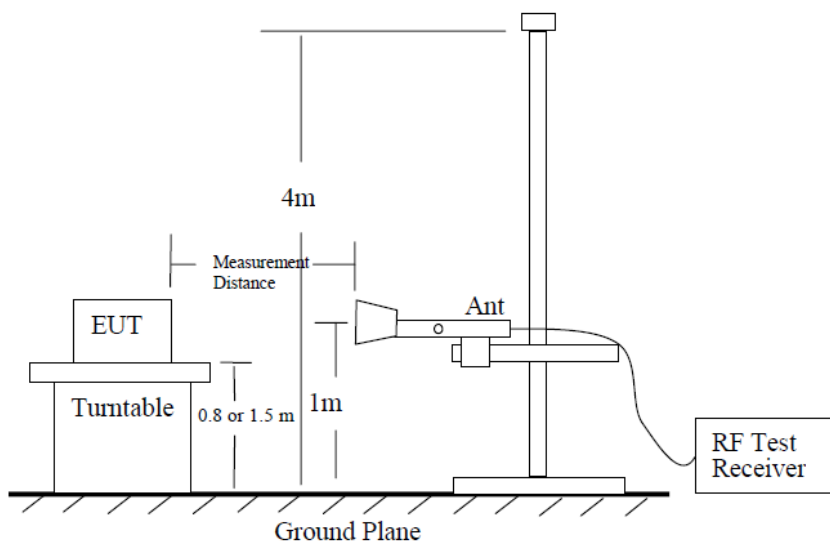 4m
Measurement
Distance
EUT
Ant
Turntable
0.8 or 1.5 m
1m
RF Test
Receiver
Ground Plane